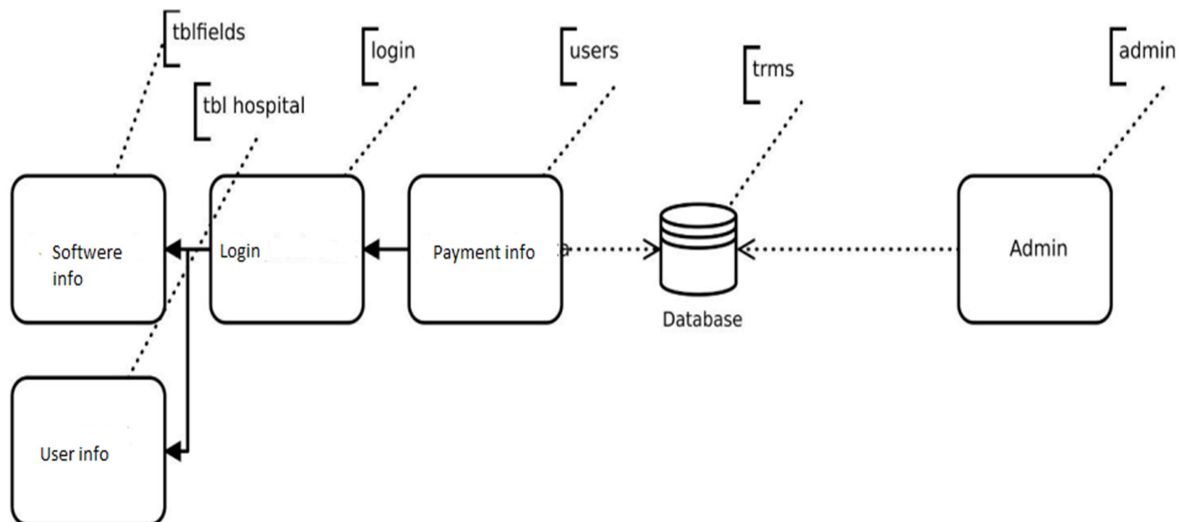 tblfields
login
users
trms
admin
tbl hospital
Softwere
info
Login
Payment info
Admin
Database
User info